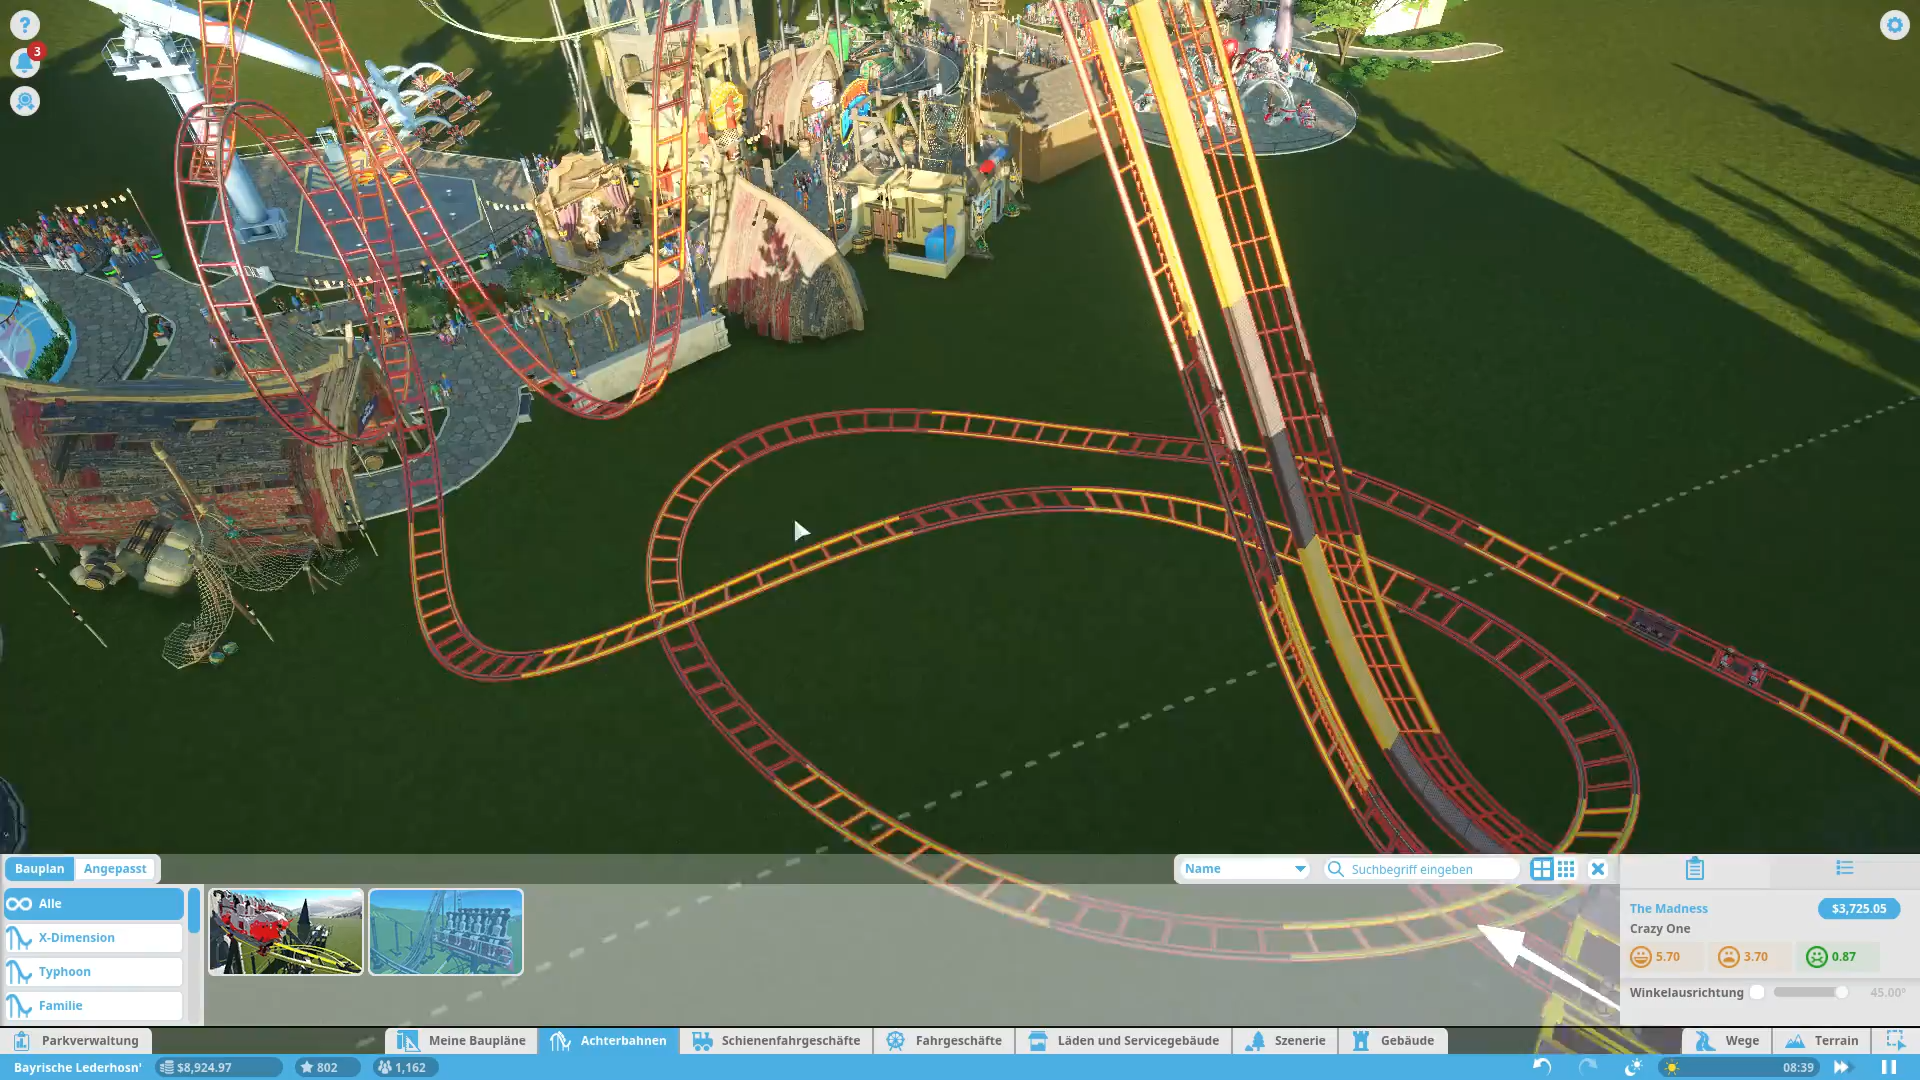 ?
3
Bauplan
Angepasst
Name
Suchbegriff eingeben
Alle
X-Dimension
Typhoon
Familie
The Madness
$3,725.05
Crazy One
5.70
3.70
0.87
Winkelausrichtung
45.00°
Parkverwaltung
Meine Baupläne
Achterbahnen
Schienenfahrgeschäfte
Fahrgeschäfte
Läden und Servicegebäude
Szenerie
Gebäude
Wege
Terrain
Bayrische Lederhosn'
$8,924.97
802
1,162
08:39